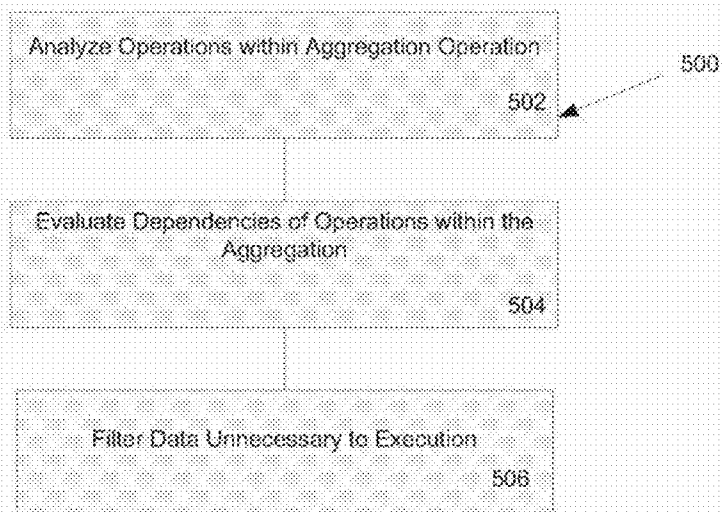 Analyze Operations within Aggregation Operation
502
500
Evaluate Dependencies of Operations within the
Aggregation
504
Filter Data Unnecessary to Execution
506